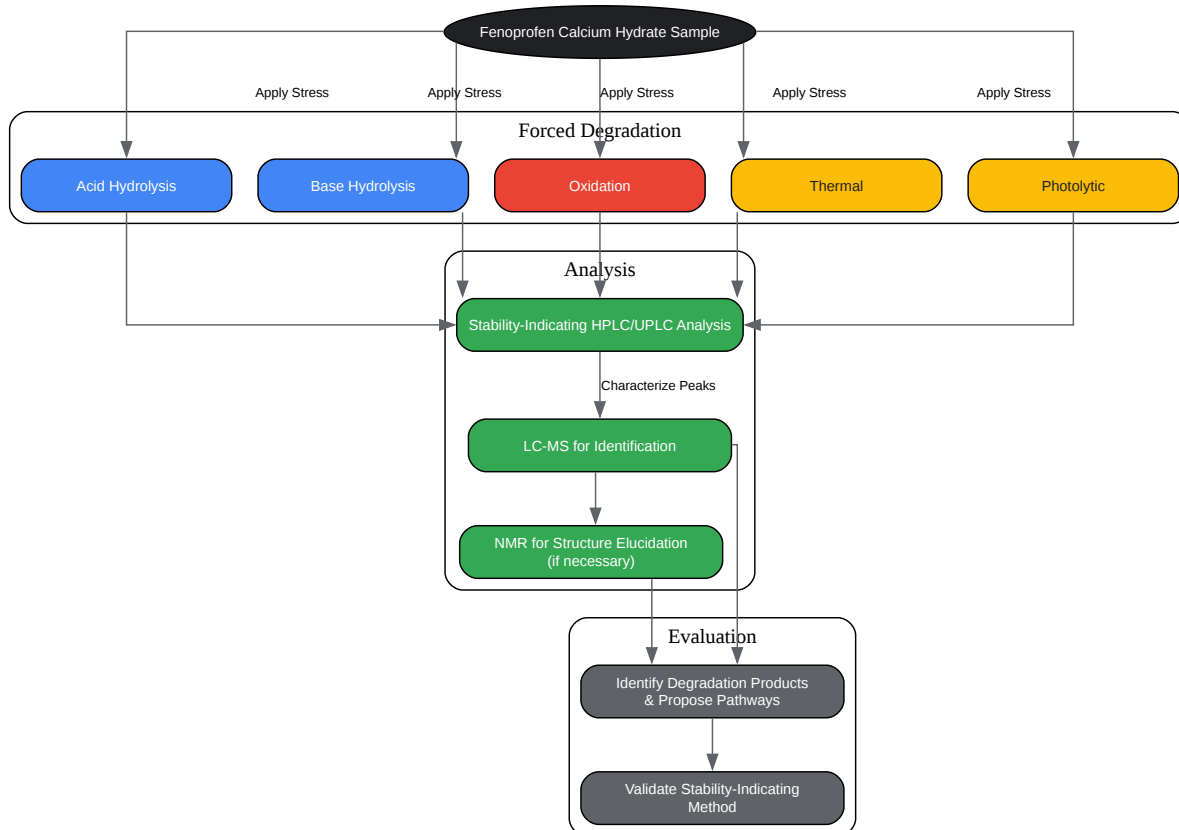 Fenoprofen Calcium Hydrate Sample
Apply Stress
Apply Stress
Apply Stress
Apply Stress
Apply Stress
Forced Degradation
Acid Hydrolysis
Base Hydrolysis
Oxidation
Thermal
Photolytic
Analysis
Stability-Indicating HPLC/UPLC Analysis
Characterize Peaks
LC-MS for Identification
NMR for Structure Elucidation
(if necessary)
Evaluation
Identify Degradation Products
& Propose Pathways
Validate Stability-Indicating
Method